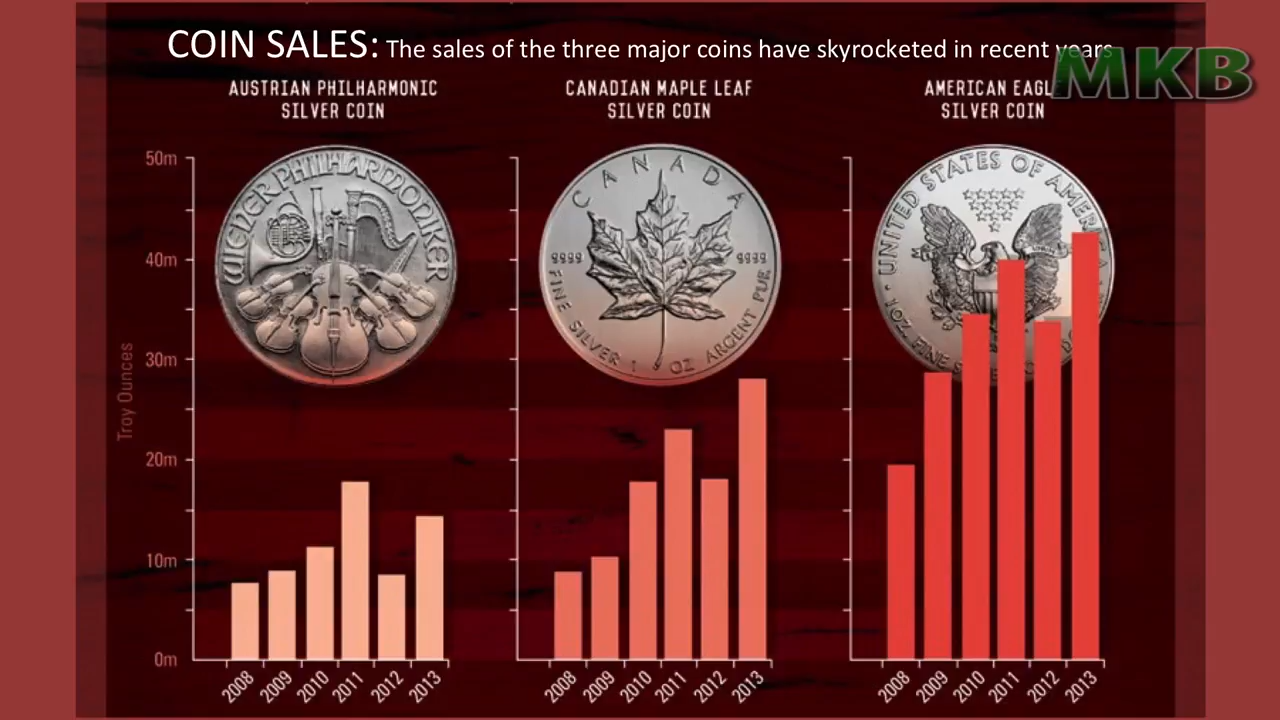 COIN SALES: The sales of the three major coins have skyrocketed in recent years
MKB
AUSTRIAN PHILHARMONIC
SILVER COIN
CANADIAN MAPLE LEAF
SILVER COIN
AMERICAN EAGLE
SILVER COIN
50m
40m
30m
20m
10m
0m
Troy Ounces
WIENER PHILHARMONIKER
CANADA
9999 9999
FINE SILVER 1 OZ ARGENT PUR
UNITED STATES OF AMERICA
1 OZ. FINE
2008 2009 2010 2011 2012 2013
2008 2009 2010 2011 2012 2013
2008 2009 2010 2011 2012 2013